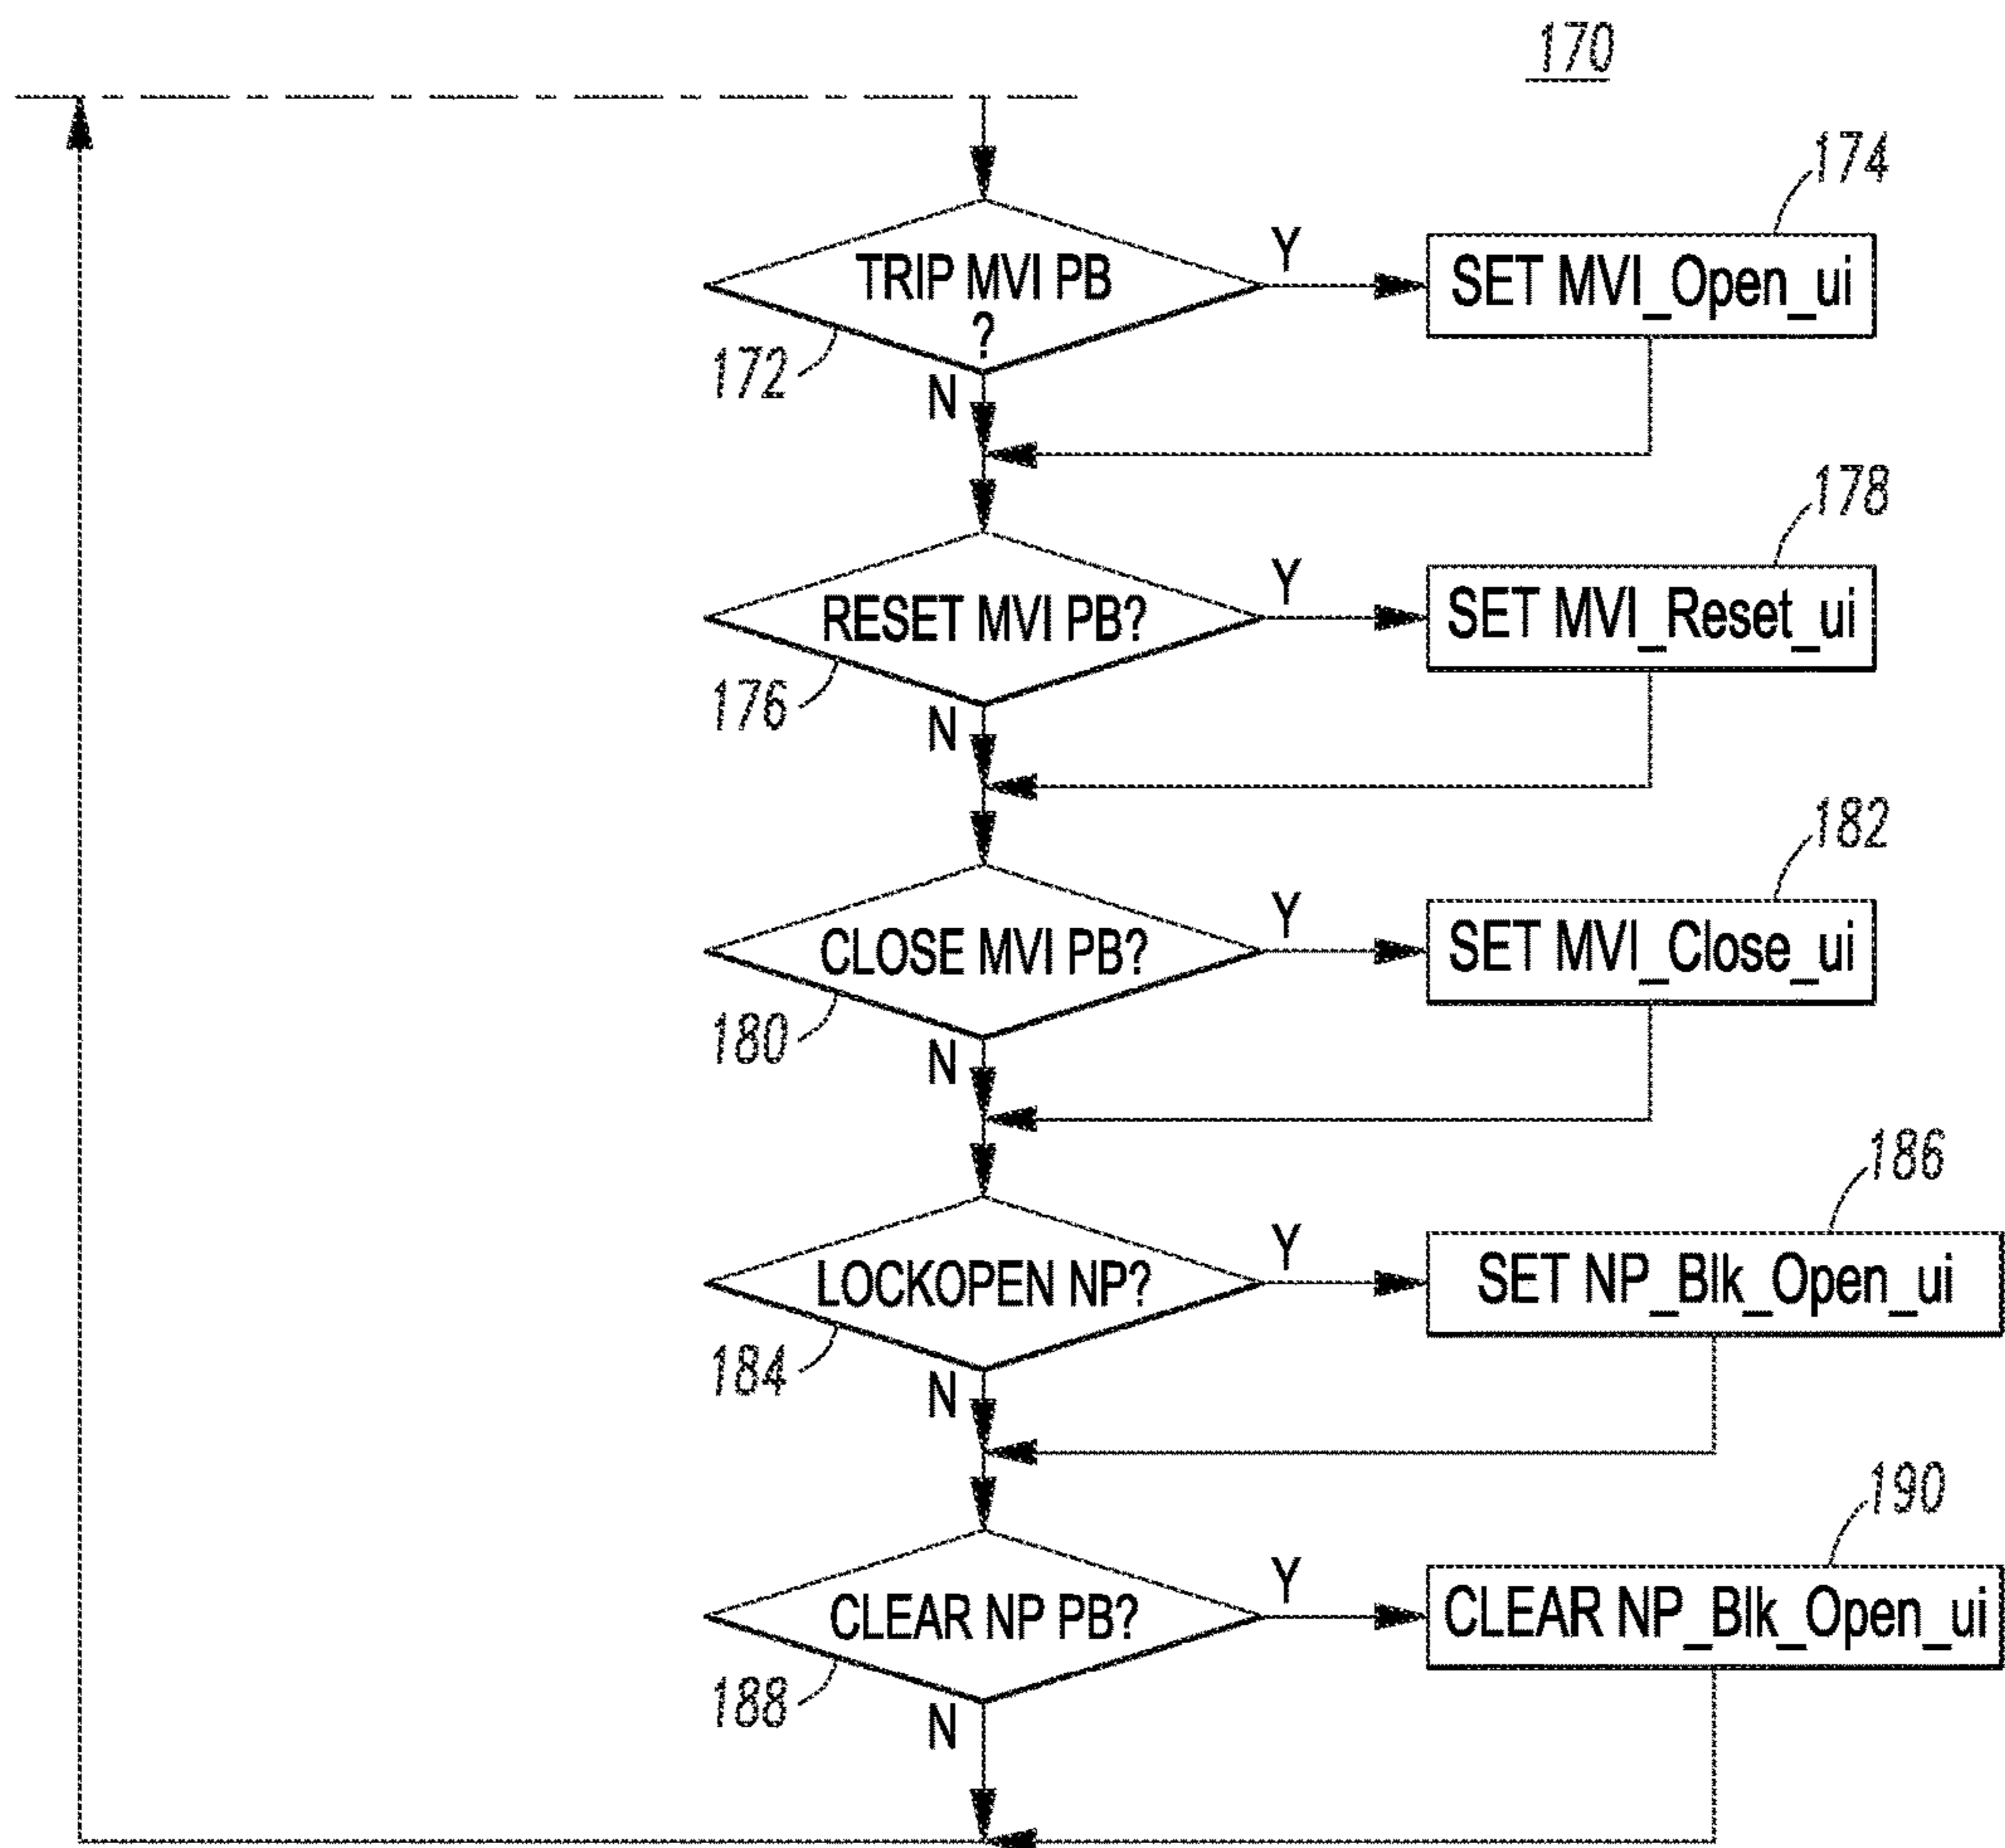 170
174
TRIP MVI PB
?
Y
SET MVI_Open_ui
172
N
178
RESET MVI PB?
Y
SET MVI_Reset_ui
176
N
182
CLOSE MVI PB?
Y
SET MVI_Close_ui
180
N
186
LOCKOPEN NP?
Y
SET NP_Blk_Open_ui
184
N
190
CLEAR NP PB?
Y
CLEAR NP_Blk_Open_ui
188
N